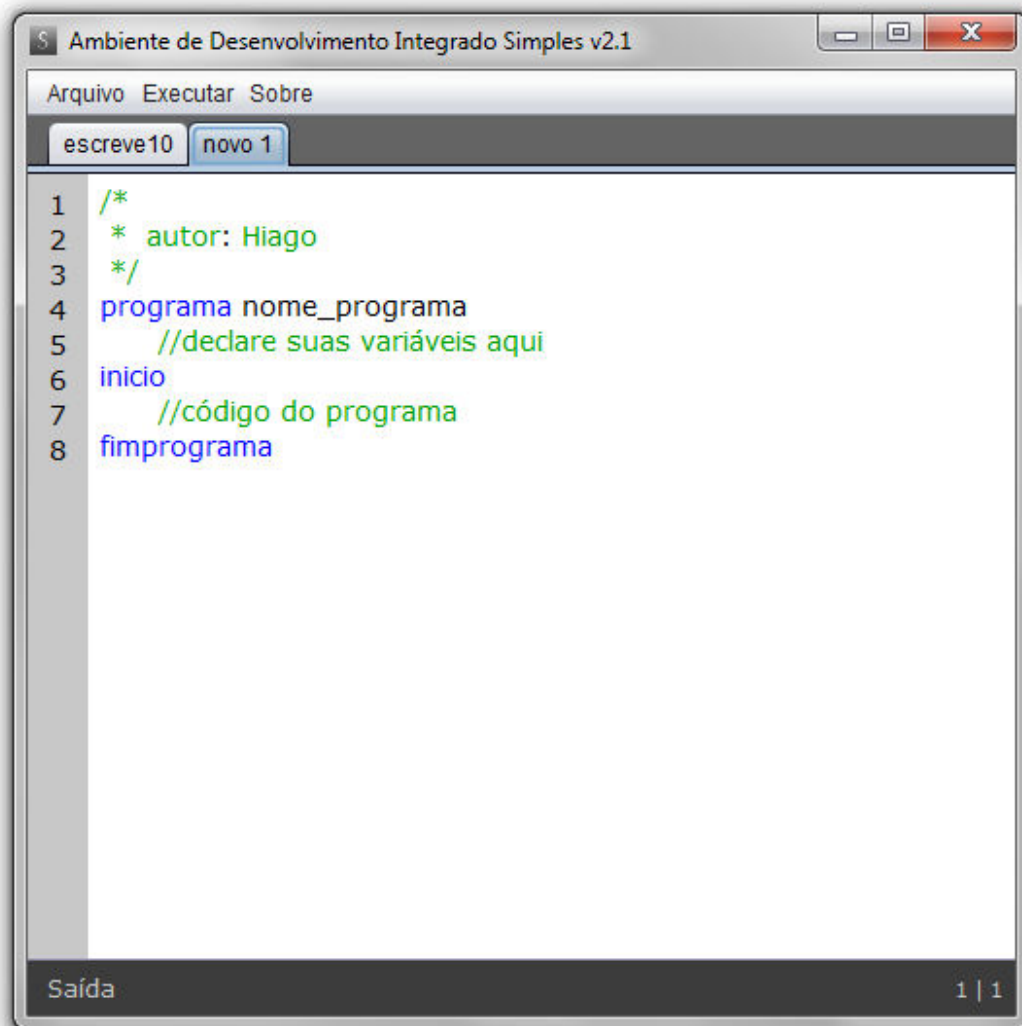 S Ambiente de Desenvolvimento Integrado Simples v2.1
Arquivo Executar Sobre
escreve10 novo 1
1 /*
2 * autor: Hiago
3 */
4 programa nome_programa
5 //declare suas variáveis aqui
6 inicio
7 //código do programa
8 fimprograma
Saída 1 | 1